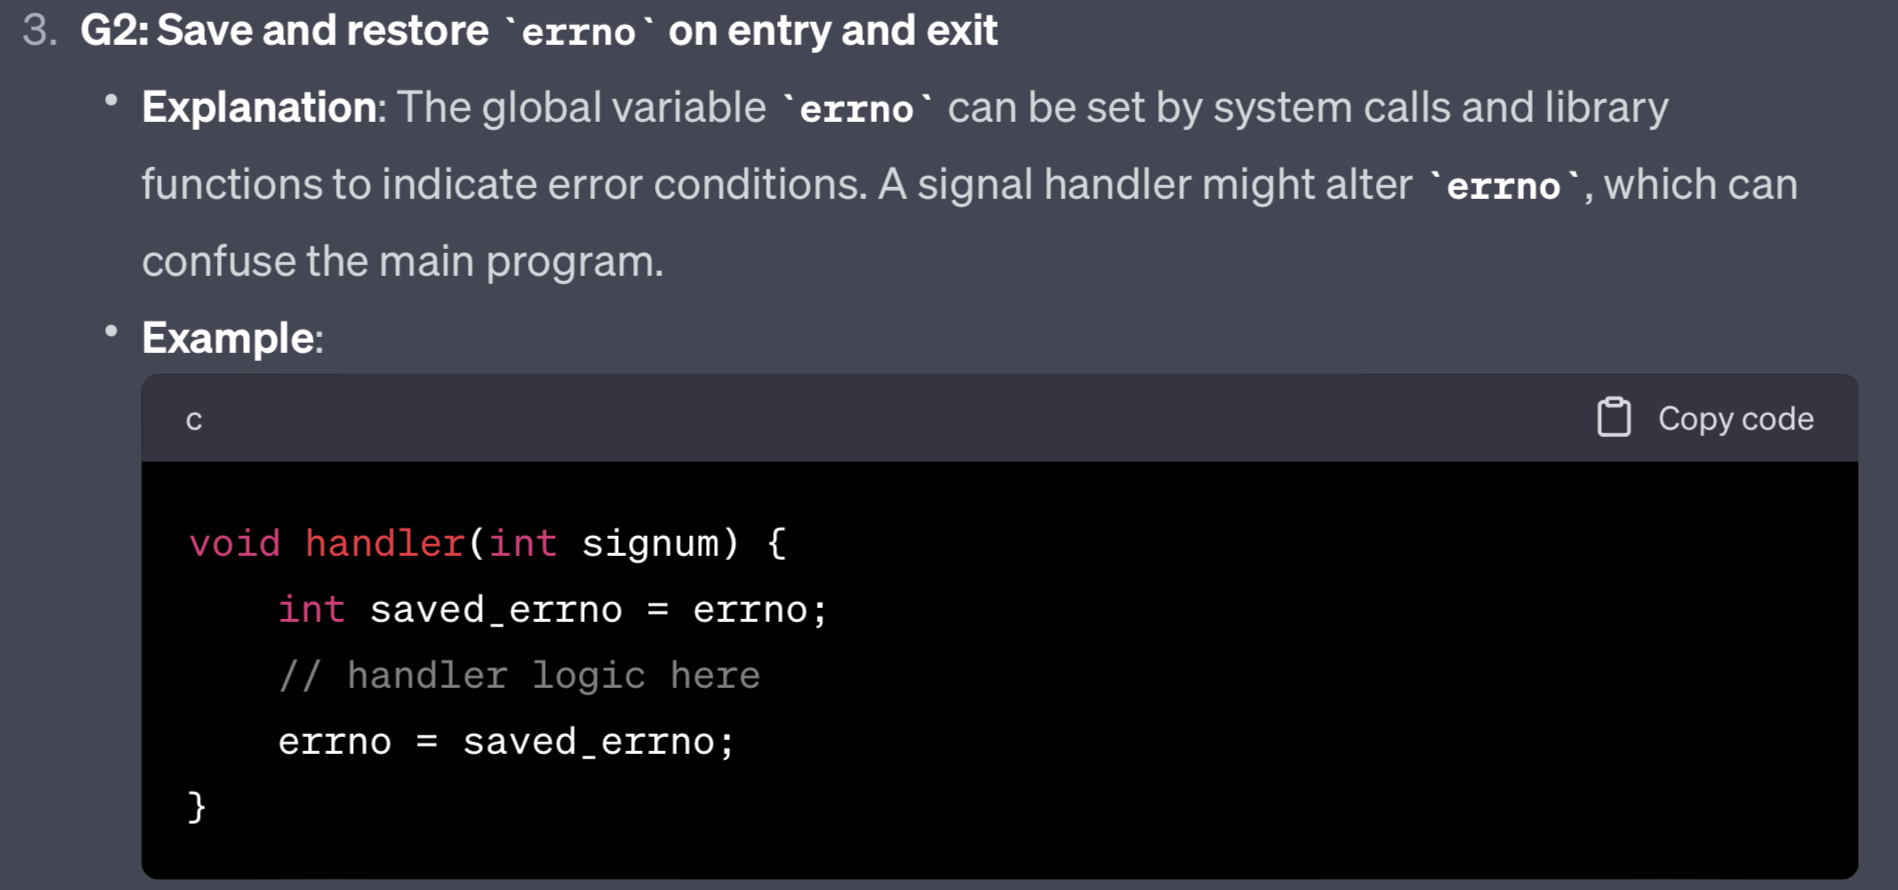 3. G2: Save and restore `errno` on entry and exit
• Explanation: The global variable `errno` can be set by system calls and library
functions to indicate error conditions. A signal handler might alter `errno`, which can
confuse the main program.
• Example:
c Copy code
void handler(int signum) {
    int saved_errno = errno;
    // handler logic here
    errno = saved_errno;
}